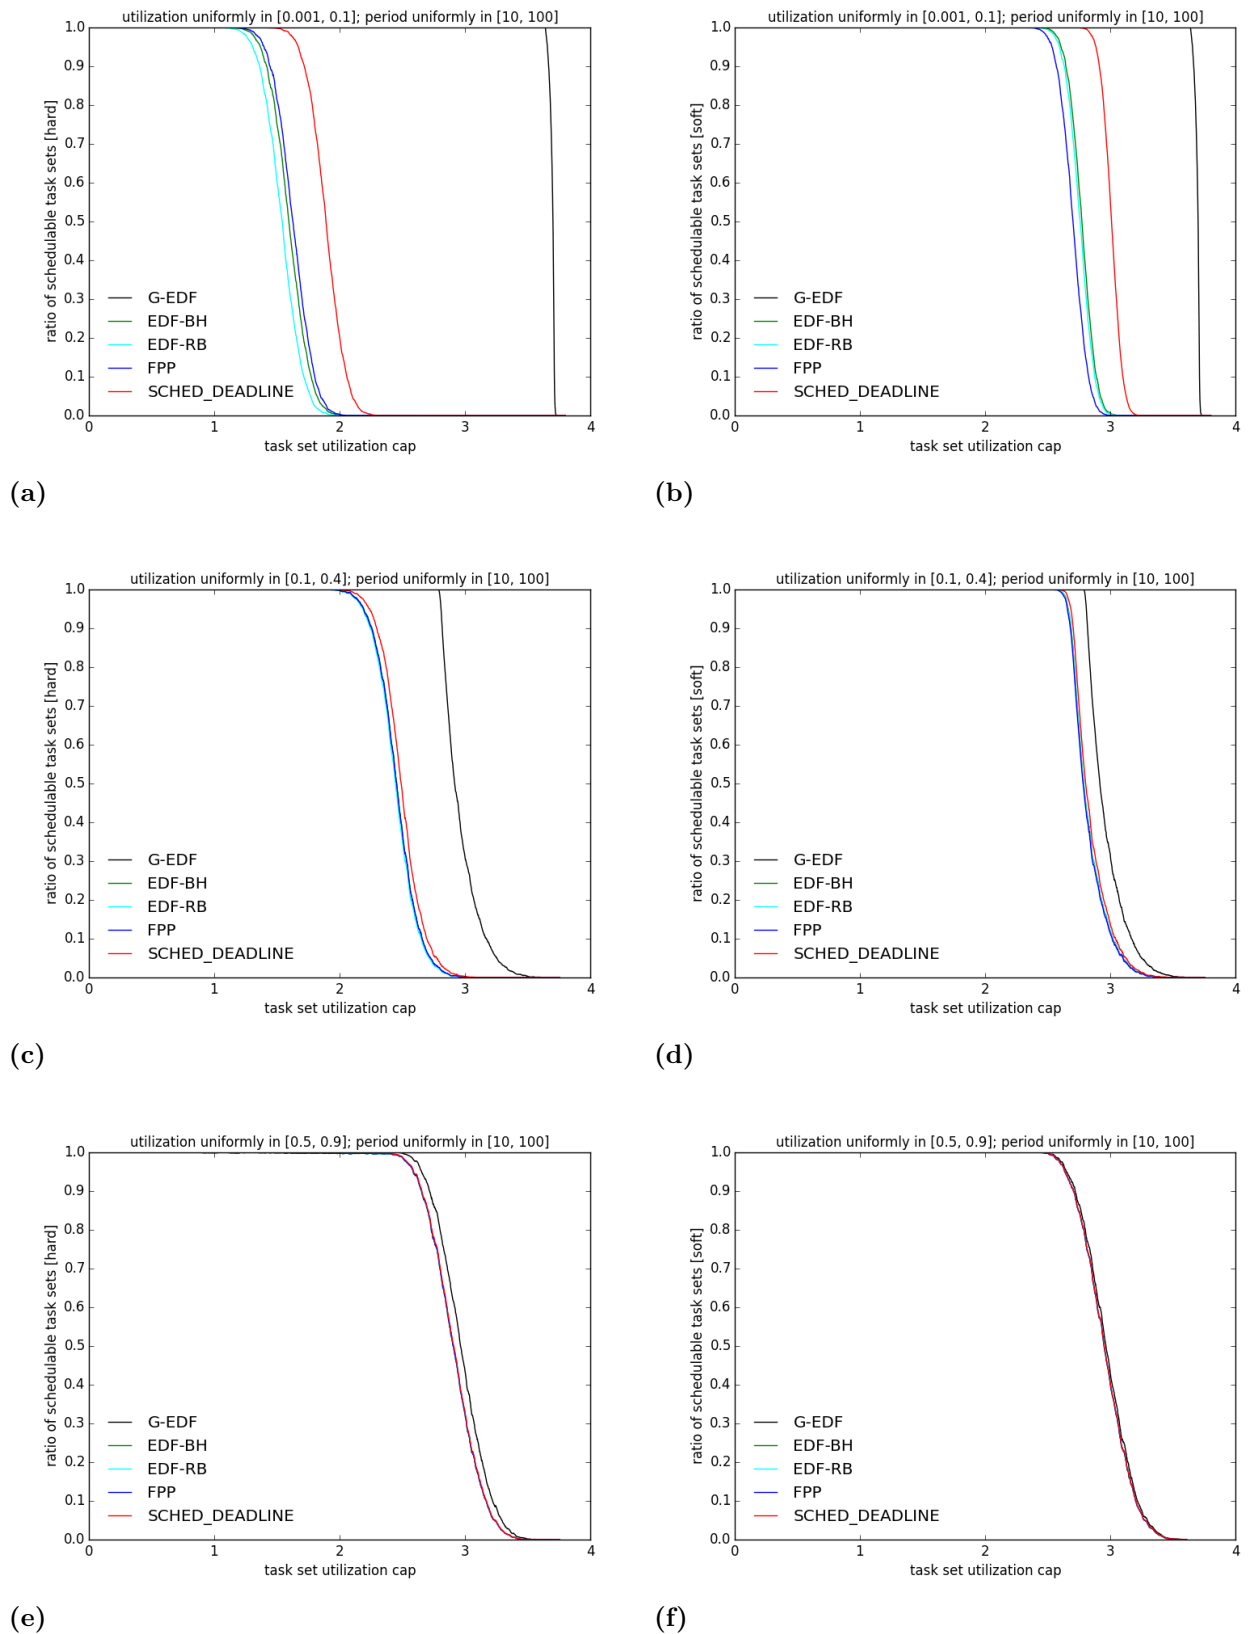 utilization uniformly in [0.001, 0.1]; period uniformly in [10, 100]
ratio of schedulable task sets [hard]
1.0
0.9
0.8
0.7
0.6
0.5
0.4
0.3
0.2
0.1
0.0
G-EDF
EDF-BH
EDF-RB
FPP
SCHED_DEADLINE
0 1 2 3 4
task set utilization cap
(a)
utilization uniformly in [0.001, 0.1]; period uniformly in [10, 100]
ratio of schedulable task sets [soft]
1.0
0.9
0.8
0.7
0.6
0.5
0.4
0.3
0.2
0.1
0.0
G-EDF
EDF-BH
EDF-RB
FPP
SCHED_DEADLINE
0 1 2 3 4
task set utilization cap
(b)
utilization uniformly in [0.1, 0.4]; period uniformly in [10, 100]
ratio of schedulable task sets [hard]
1.0
0.9
0.8
0.7
0.6
0.5
0.4
0.3
0.2
0.1
0.0
G-EDF
EDF-BH
EDF-RB
FPP
SCHED_DEADLINE
0 1 2 3 4
task set utilization cap
(c)
utilization uniformly in [0.1, 0.4]; period uniformly in [10, 100]
ratio of schedulable task sets [soft]
1.0
0.9
0.8
0.7
0.6
0.5
0.4
0.3
0.2
0.1
0.0
G-EDF
EDF-BH
EDF-RB
FPP
SCHED_DEADLINE
0 1 2 3 4
task set utilization cap
(d)
utilization uniformly in [0.5, 0.9]; period uniformly in [10, 100]
ratio of schedulable task sets [hard]
1.0
0.9
0.8
0.7
0.6
0.5
0.4
0.3
0.2
0.1
0.0
G-EDF
EDF-BH
EDF-RB
FPP
SCHED_DEADLINE
0 1 2 3 4
task set utilization cap
(e)
utilization uniformly in [0.5, 0.9]; period uniformly in [10, 100]
ratio of schedulable task sets [soft]
1.0
0.9
0.8
0.7
0.6
0.5
0.4
0.3
0.2
0.1
0.0
G-EDF
EDF-BH
EDF-RB
FPP
SCHED_DEADLINE
0 1 2 3 4
task set utilization cap
(f)